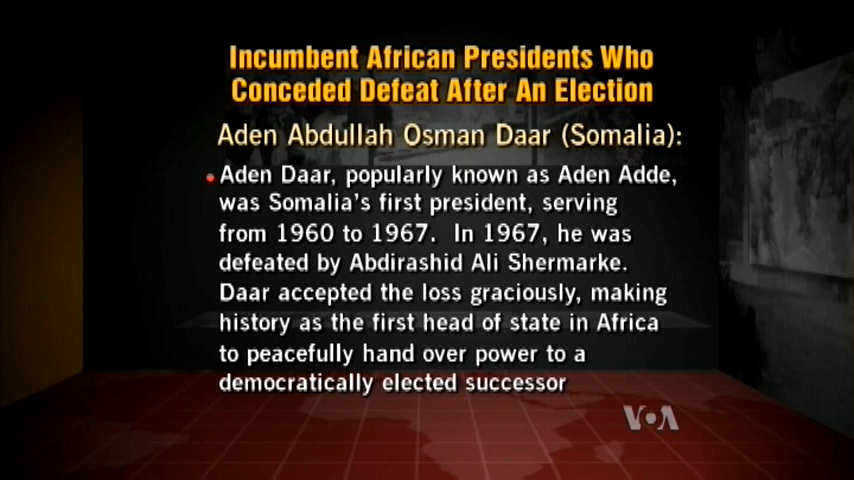 Incumbent African Presidents Who
Conceded Defeat After An Election
Aden Abdullah Osman Daar (Somalia):
• Aden Daar, popularly known as Aden Adde,
was Somalia's first president, serving
from 1960 to 1967. In 1967, he was
defeated by Abdirashid Ali Shermarke.
Daar accepted the loss graciously, making
history as the first head of state in Africa
to peacefully hand over power to a
democratically elected successor
VOA